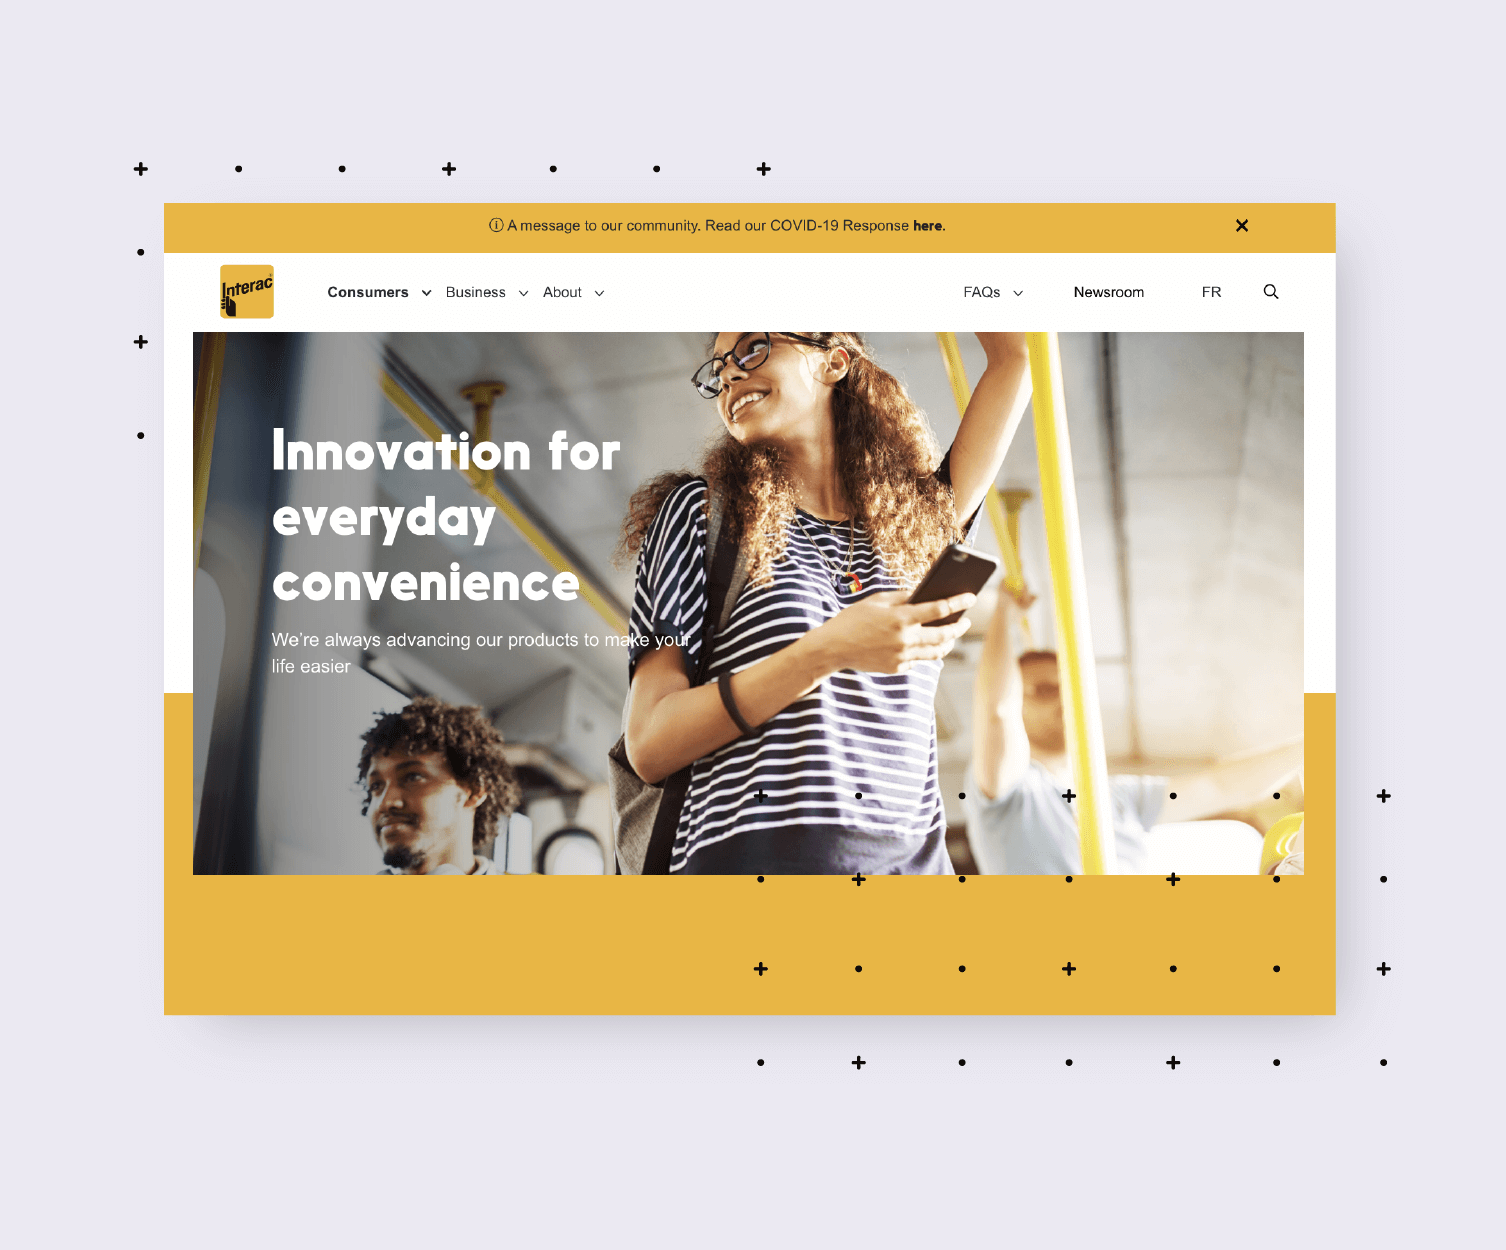 ⓘ A message to our community. Read our COVID-19 Response here.
Interac®
Consumers Business About FAQs Newsroom FR
Innovation for
everyday
convenience
We're always advancing our products to make your
life easier